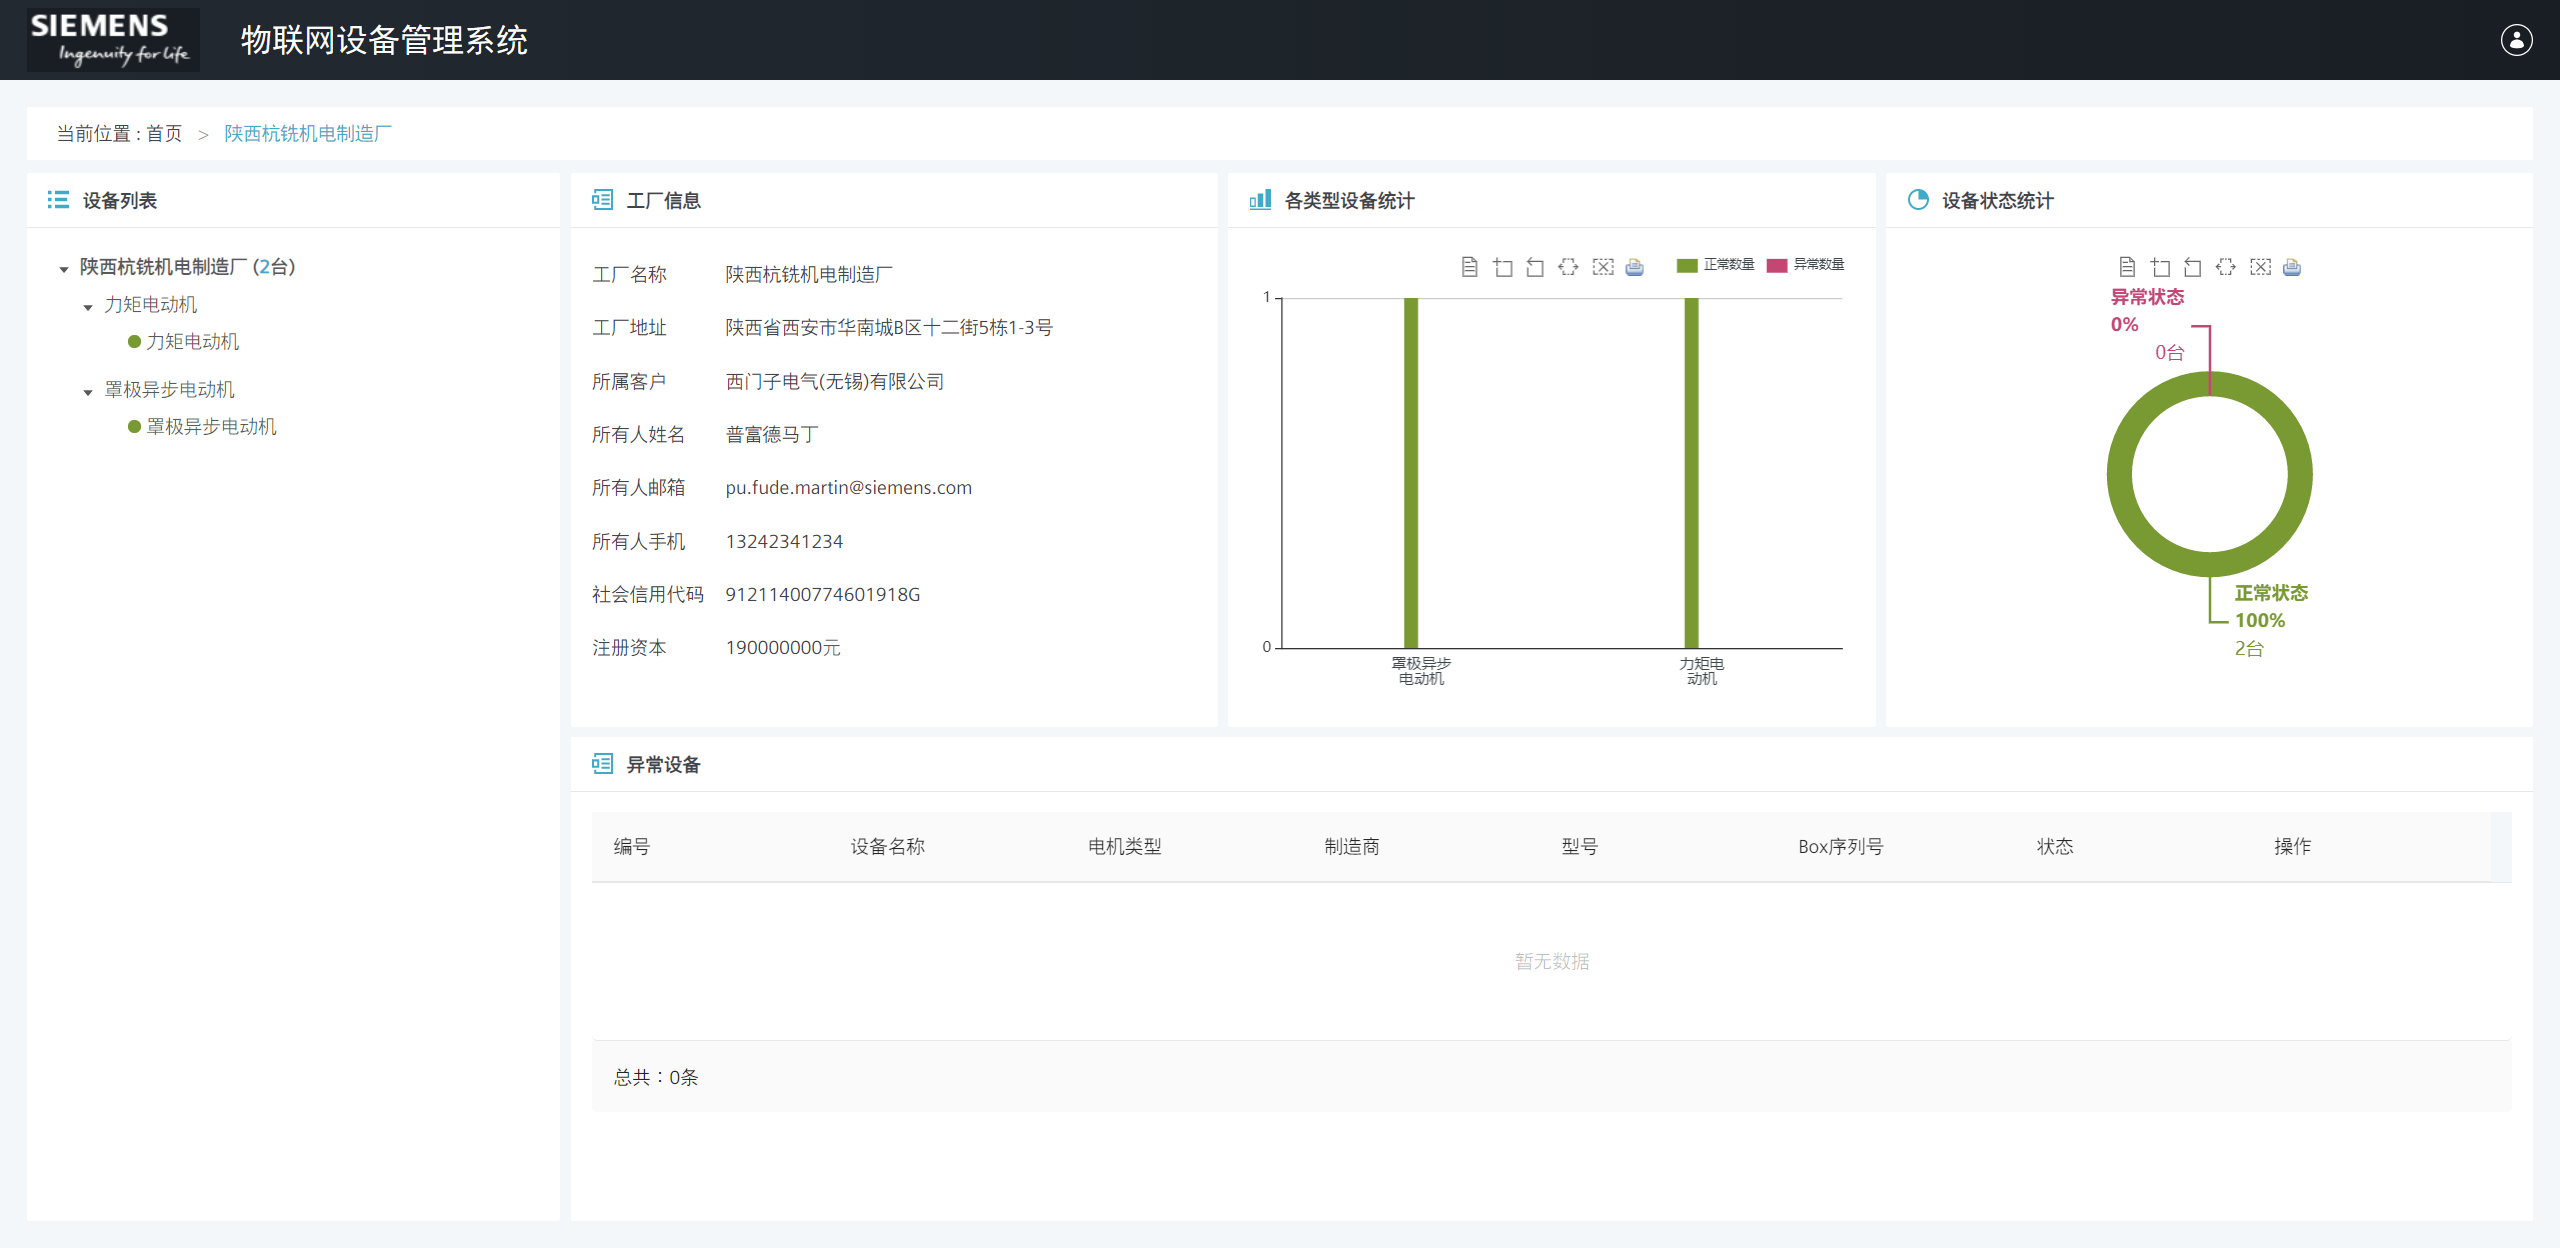 SIEMENS
Ingenuity for life
物联网设备管理系统
当前位置 : 首页 > 陕西杭铣机电制造厂
设备列表
陕西杭铣机电制造厂 (2台)
力矩电动机
力矩电动机
罩极异步电动机
罩极异步电动机
工厂信息
工厂名称 陕西杭铣机电制造厂
工厂地址 陕西省西安市华南城B区十二街5栋1-3号
所属客户 西门子电气(无锡)有限公司
所有人姓名 普富德马丁
所有人邮箱 pu.fude.martin@siemens.com
所有人手机 13242341234
社会信用代码 91211400774601918G
注册资本 190000000元
各类型设备统计
正常数量 异常数量
1
0
罩极异步
电动机
力矩电
动机
设备状态统计
异常状态
0%
0台
正常状态
100%
2台
异常设备
编号 设备名称 电机类型 制造商 型号 Box序列号 状态 操作
暂无数据
总共：0条